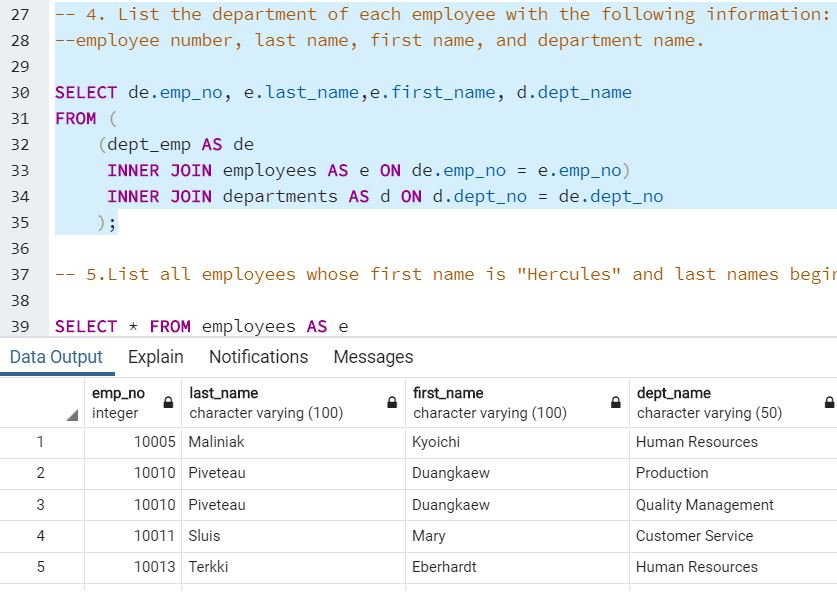 27 -- 4. List the department of each employee with the following information:
28 --employee number, last name, first name, and department name.
29
30 SELECT de.emp_no, e.last_name,e.first_name, d.dept_name
31 FROM (
32 (dept_emp AS de
33 INNER JOIN employees AS e ON de.emp_no = e.emp_no)
34 INNER JOIN departments AS d ON d.dept_no = de.dept_no
35 );
36
37 -- 5.List all employees whose first name is "Hercules" and last names begin
38
39 SELECT * FROM employees AS e
Data Output Explain Notifications Messages
emp_no last_name first_name dept_name
integer character varying (100) character varying (100) character varying (50)
1 10005 Maliniak Kyoichi Human Resources
2 10010 Piveteau Duangkaew Production
3 10010 Piveteau Duangkaew Quality Management
4 10011 Sluis Mary Customer Service
5 10013 Terkki Eberhardt Human Resources